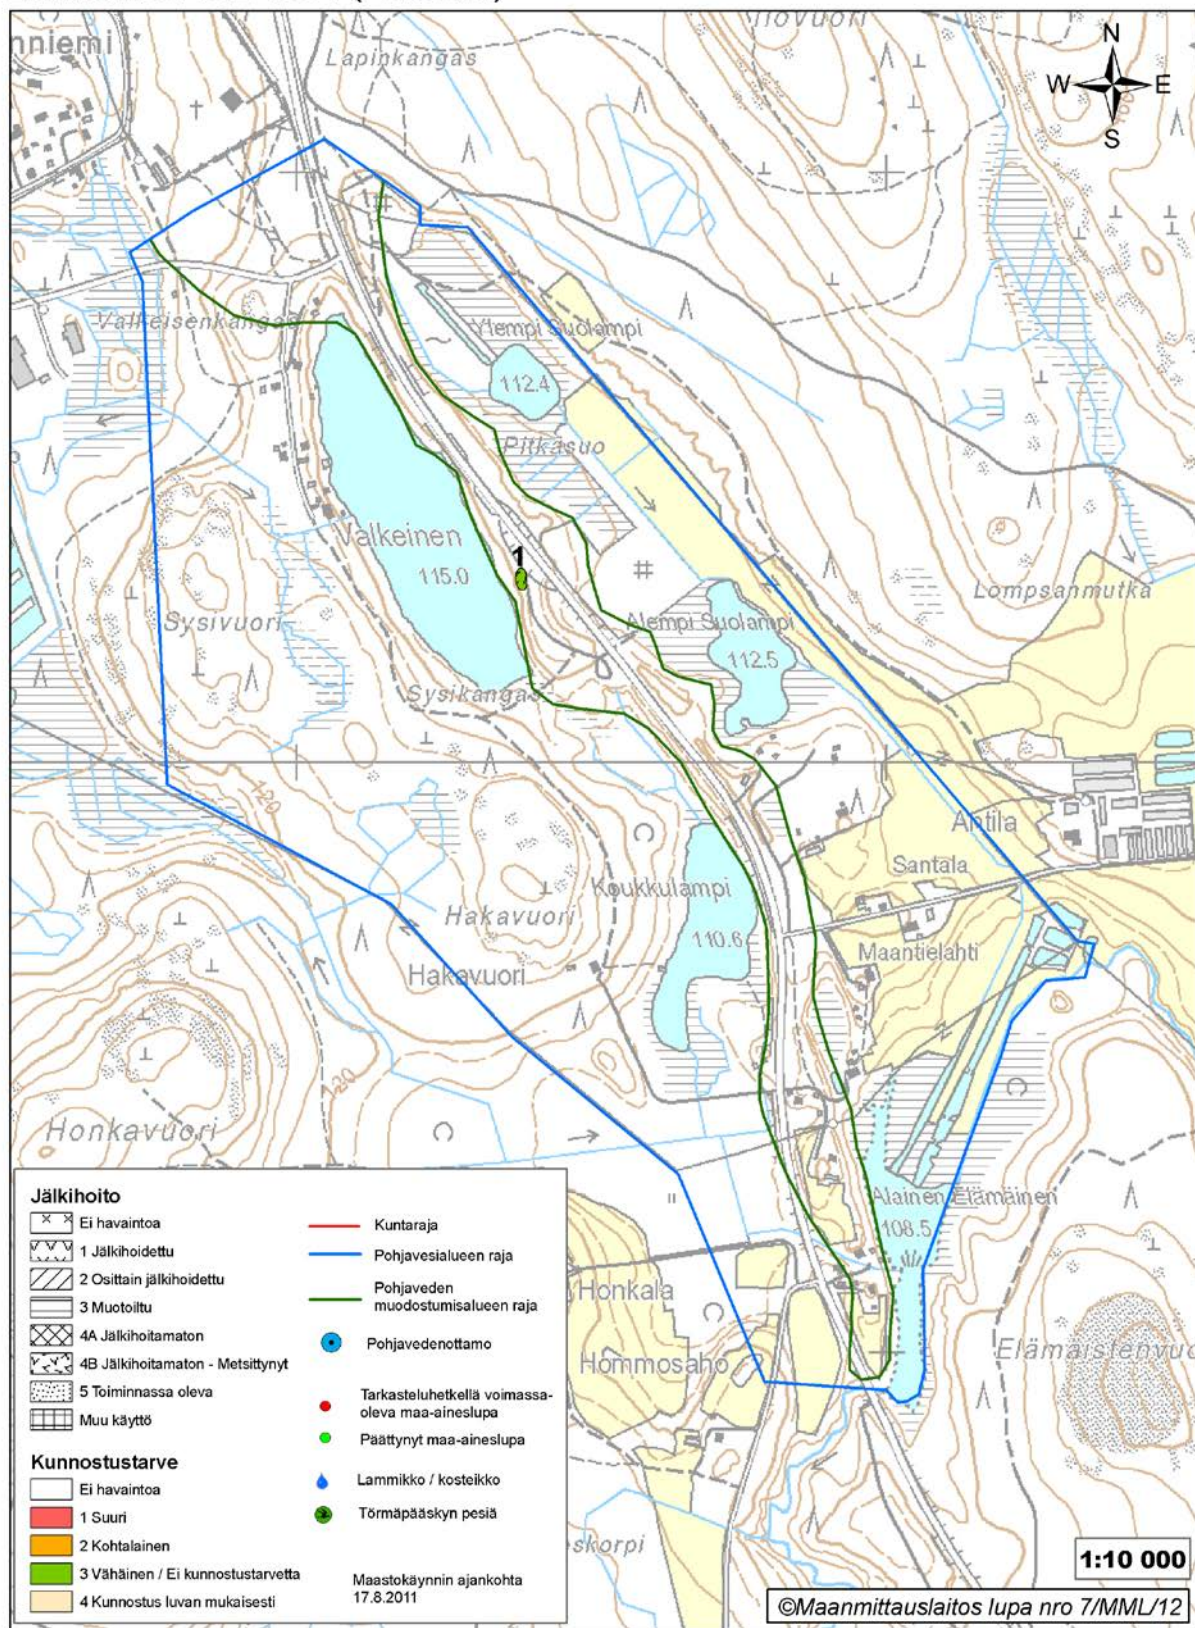 nniemi
Lapinkangas
Ilovuori
N
W E
S
100
Valkeisenkangas
Ylempi Suolampi
112.4
Pitkäsuo
Valkeinen
115.0
1
Sysivuori
Lompsanmutka
Alempi Suolampi
112.5
Sysikangas
120
Antila
Santala
Koukkulampi
110.6
Hakavuori
Maantielahti
Hakavuori
120
Honkavuori
Alainen Elämäinen
108.5
Honkala
Hommosaho
Elämäistenvuo
eskorpi
Jälkihoito
Ei havaintoa
1 Jälkihoidettu
2 Osittain jälkihoidettu
3 Muotoiltu
4A Jälkihoitamaton
4B Jälkihoitamaton - Metsittynyt
5 Toiminnassa oleva
Muu käyttö
Kunnostustarve
Ei havaintoa
1 Suuri
2 Kohtalainen
3 Vähäinen / Ei kunnostustarvetta
4 Kunnostus luvan mukaisesti
Kuntaraja
Pohjavesialueen raja
Pohjaveden
muodostumisalueen raja
Pohjavedenottamo
Tarkasteluhetkellä voimassa-
oleva maa-aineslupa
Päättynyt maa-aineslupa
Lammikko / kosteikko
Törmäpääskyn pesiä
Maastokäynnin ajankohta
17.8.2011
1:10 000
©Maanmittauslaitos lupa nro 7/MML/12